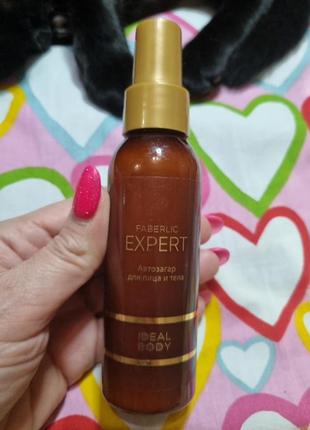 FABERLIC
EXPERT
Автозагар
для лица и тела
IDEAL
BODY